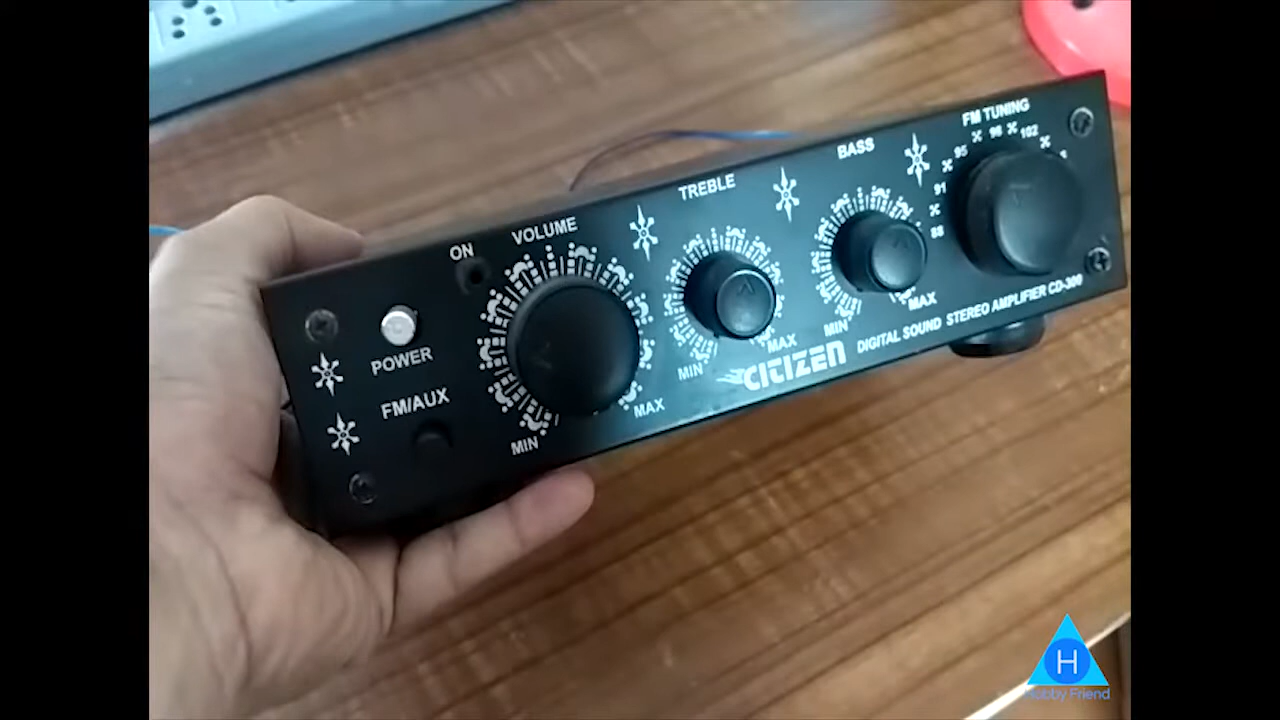 ON
VOLUME
TREBLE
BASS
FM TUNING
88
91
95
98
102
POWER
FM/AUX
MIN
MAX
MIN
MAX
MIN
MAX
CITIZEN
DIGITAL SOUND STEREO AMPLIFIER CD-300
H
Hobby Friend